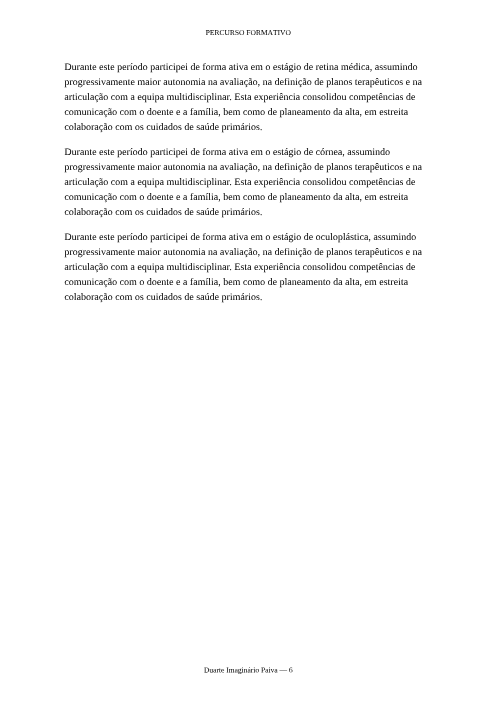 PERCURSO FORMATIVO
Durante este período participei de forma ativa em o estágio de retina médica, assumindo
progressivamente maior autonomia na avaliação, na definição de planos terapêuticos e na
articulação com a equipa multidisciplinar. Esta experiência consolidou competências de
comunicação com o doente e a família, bem como de planeamento da alta, em estreita
colaboração com os cuidados de saúde primários.
Durante este período participei de forma ativa em o estágio de córnea, assumindo
progressivamente maior autonomia na avaliação, na definição de planos terapêuticos e na
articulação com a equipa multidisciplinar. Esta experiência consolidou competências de
comunicação com o doente e a família, bem como de planeamento da alta, em estreita
colaboração com os cuidados de saúde primários.
Durante este período participei de forma ativa em o estágio de oculoplástica, assumindo
progressivamente maior autonomia na avaliação, na definição de planos terapêuticos e na
articulação com a equipa multidisciplinar. Esta experiência consolidou competências de
comunicação com o doente e a família, bem como de planeamento da alta, em estreita
colaboração com os cuidados de saúde primários.
Duarte Imaginário Paiva — 6